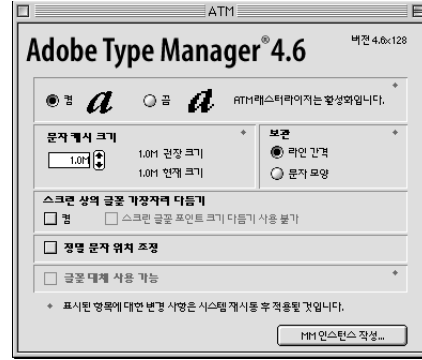 ATM
Adobe Type Manager®4.6
버전 4.6x128
켬 a 끔 a ATM 래스터라이저는 활성화입니다.
문자 캐시 크기
1.0M
1.0M 권장 크기
1.0M 현재 크기
보관
라인 간격
문자 모양
스크린 상의 글꼴 가장자리 다듬기
켬 스크린 글꼴 포인트 크기 다듬기 사용 불가
정밀 문자 위치 조정
글꼴 대체 사용 가능
표시된 항목에 대한 변경 사항은 시스템 재시동 후 적용될 것입니다.
MM 인스턴스 작성...